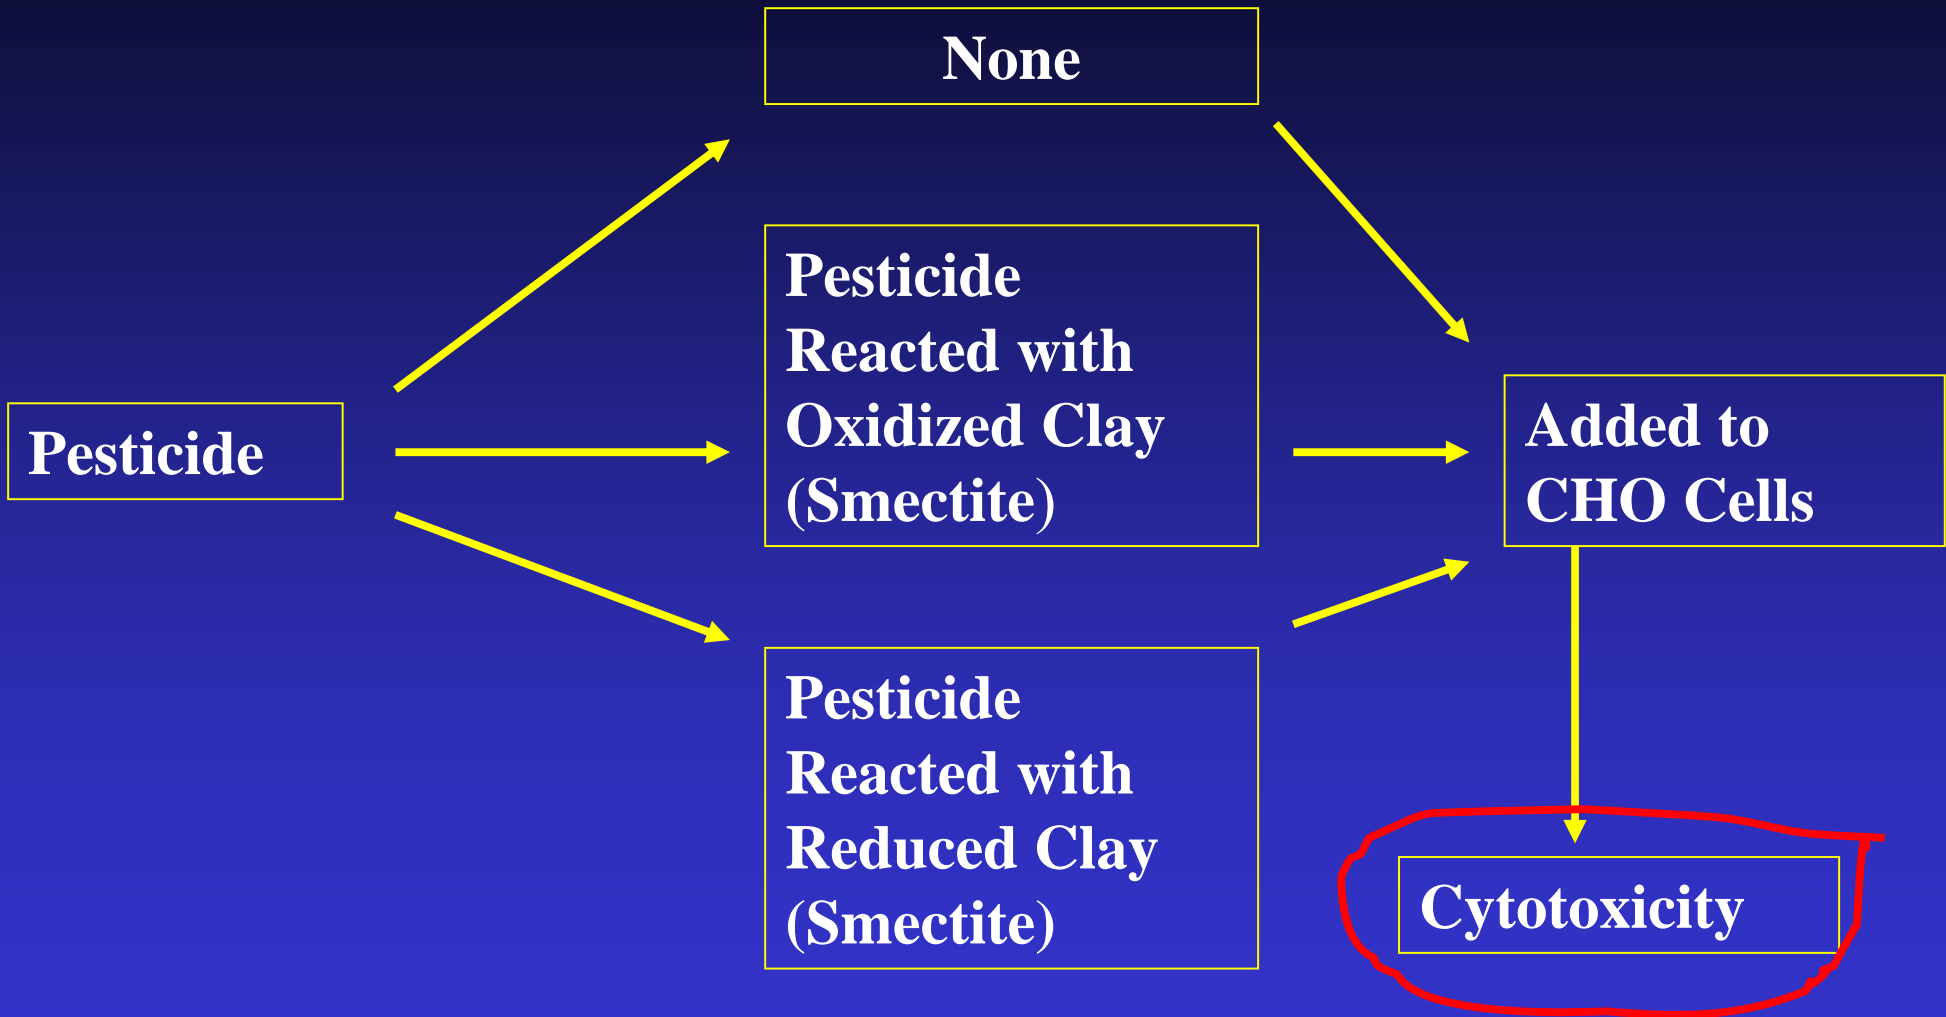 None
Pesticide
Pesticide
Reacted with
Oxidized Clay
(Smectite)
Pesticide
Reacted with
Reduced Clay
(Smectite)
Added to
CHO Cells
Cytotoxicity